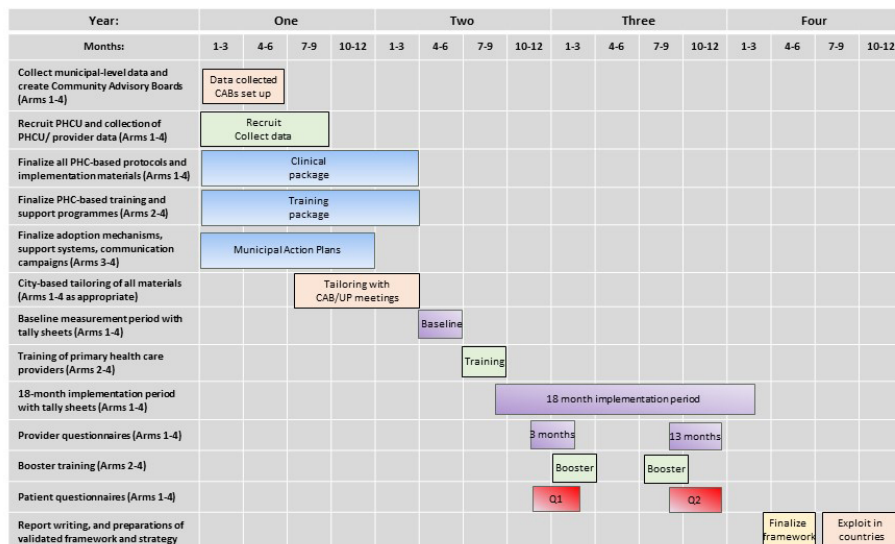 Year: One Two Three Four
Months: 1-3 4-6 7-9 10-12 1-3 4-6 7-9 10-12 1-3 4-6 7-9 10-12 1-3 4-6 10-12
Collect municipal-level data and
create Community Advisory Boards
(Arms 1-4)
Data collected
CABs set up
Recruit PHCU and collection of
PHCU/ provider data (Arms 1-4)
Recruit
Collect data
Finalize all PHC-based protocols and
implementation materials (Arms 1-4)
Clinical
package
Finalize PHC-based training and
support programmes (Arms 2-4)
Training
package
Finalize adoption mechanisms,
support systems, communication
campaigns (Arms 3-4)
Municipal Action Plans
City-based tailoring of all materials
(Arms 1-4 as appropriate)
Tailoring with
CAB/UP meetings
Baseline measurement period with
tally sheets (Arms 1-4)
Baseline
Training of primary health care
providers (Arms 2-4)
Training
18-month implementation period
with tally sheets (Arms 1-4)
18 month implementation period
Provider questionnaires (Arms 1-4)
3 months
13 months
Booster training (Arms 2-4)
Booster
Booster
Patient questionnaires (Arms 1-4)
Q1
Q2
Report writing, and preparations of
validated framework and strategy
Finalize
framework
Exploit in
countries